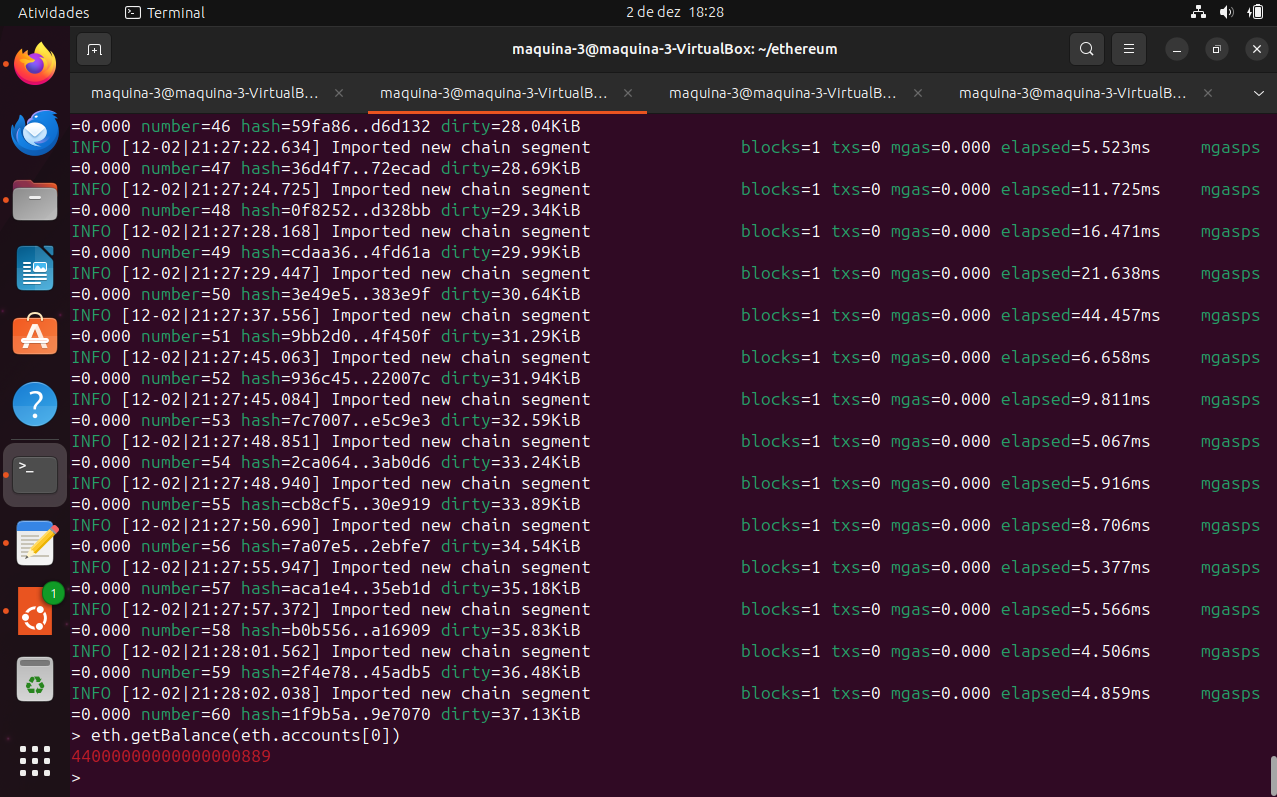 Atividades Terminal 2 de dez 18:28
maquina-3@maquina-3-VirtualBox: ~/ethereum
maquina-3@maquina-3-VirtualB... × maquina-3@maquina-3-VirtualB... × maquina-3@maquina-3-VirtualB... × maquina-3@maquina-3-VirtualB... ×
=0.000 number=46 hash=59fa86..d6d132 dirty=28.04KiB
INFO [12-02|21:27:22.634] Imported new chain segment blocks=1 txs=0 mgas=0.000 elapsed=5.523ms mgasps
=0.000 number=47 hash=36d4f7..72ecad dirty=28.69KiB
INFO [12-02|21:27:24.725] Imported new chain segment blocks=1 txs=0 mgas=0.000 elapsed=11.725ms mgasps
=0.000 number=48 hash=0f8252..d328bb dirty=29.34KiB
INFO [12-02|21:27:28.168] Imported new chain segment blocks=1 txs=0 mgas=0.000 elapsed=16.471ms mgasps
=0.000 number=49 hash=cdaa36..4fd61a dirty=29.99KiB
INFO [12-02|21:27:29.447] Imported new chain segment blocks=1 txs=0 mgas=0.000 elapsed=21.638ms mgasps
=0.000 number=50 hash=3e49e5..383e9f dirty=30.64KiB
INFO [12-02|21:27:37.556] Imported new chain segment blocks=1 txs=0 mgas=0.000 elapsed=44.457ms mgasps
=0.000 number=51 hash=9bb2d0..4f450f dirty=31.29KiB
INFO [12-02|21:27:45.063] Imported new chain segment blocks=1 txs=0 mgas=0.000 elapsed=6.658ms mgasps
=0.000 number=52 hash=936c45..22007c dirty=31.94KiB
INFO [12-02|21:27:45.084] Imported new chain segment blocks=1 txs=0 mgas=0.000 elapsed=9.811ms mgasps
=0.000 number=53 hash=7c7007..e5c9e3 dirty=32.59KiB
INFO [12-02|21:27:48.851] Imported new chain segment blocks=1 txs=0 mgas=0.000 elapsed=5.067ms mgasps
=0.000 number=54 hash=2ca064..3ab0d6 dirty=33.24KiB
INFO [12-02|21:27:48.940] Imported new chain segment blocks=1 txs=0 mgas=0.000 elapsed=5.916ms mgasps
=0.000 number=55 hash=cb8cf5..30e919 dirty=33.89KiB
INFO [12-02|21:27:50.690] Imported new chain segment blocks=1 txs=0 mgas=0.000 elapsed=8.706ms mgasps
=0.000 number=56 hash=7a07e5..2ebfe7 dirty=34.54KiB
INFO [12-02|21:27:55.947] Imported new chain segment blocks=1 txs=0 mgas=0.000 elapsed=5.377ms mgasps
=0.000 number=57 hash=aca1e4..35eb1d dirty=35.18KiB
INFO [12-02|21:27:57.372] Imported new chain segment blocks=1 txs=0 mgas=0.000 elapsed=5.566ms mgasps
=0.000 number=58 hash=b0b556..a16909 dirty=35.83KiB
INFO [12-02|21:28:01.562] Imported new chain segment blocks=1 txs=0 mgas=0.000 elapsed=4.506ms mgasps
=0.000 number=59 hash=2f4e78..45adb5 dirty=36.48KiB
INFO [12-02|21:28:02.038] Imported new chain segment blocks=1 txs=0 mgas=0.000 elapsed=4.859ms mgasps
=0.000 number=60 hash=1f9b5a..9e7070 dirty=37.13KiB
> eth.getBalance(eth.accounts[0])
44000000000000000889
>
1